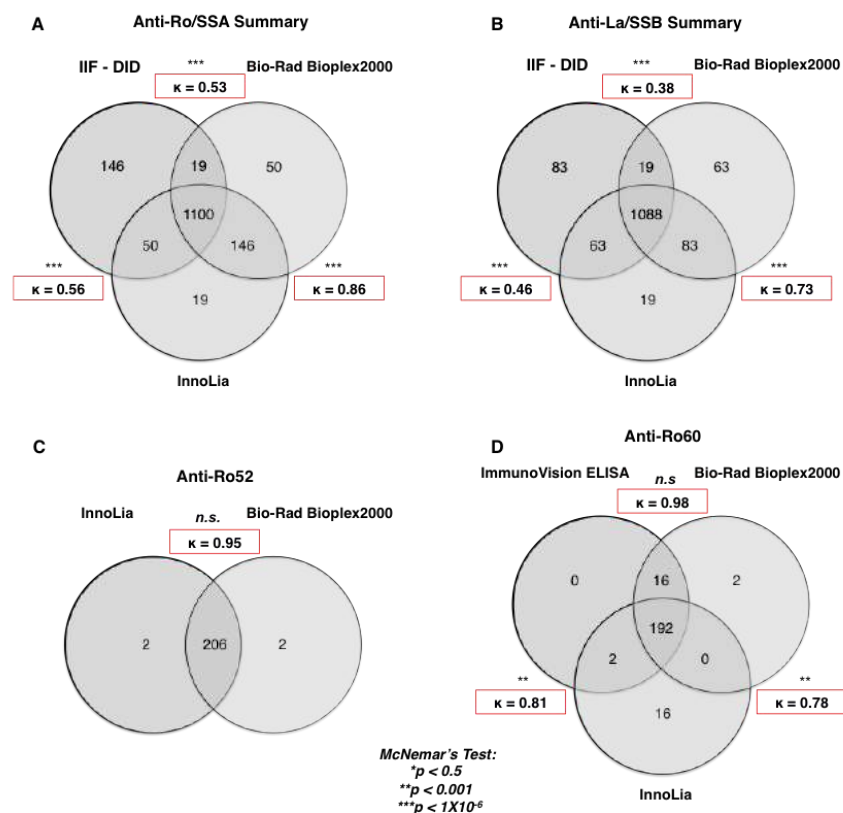 A
Anti-Ro/SSA Summary
IIF - DID
***
Bio-Rad Bioplex2000
κ = 0.53
146
19
50
1100
50
146
***
κ = 0.56
***
κ = 0.86
19
InnoLia
B
Anti-La/SSB Summary
IIF - DID
***
Bio-Rad Bioplex2000
κ = 0.38
83
19
63
1088
63
83
***
κ = 0.46
***
κ = 0.73
19
InnoLia
C
Anti-Ro52
InnoLia
n.s.
Bio-Rad Bioplex2000
κ = 0.95
2
206
2
D
Anti-Ro60
ImmunoVision ELISA
n.s
Bio-Rad Bioplex2000
κ = 0.98
0
16
2
192
2
0
**
κ = 0.81
**
κ = 0.78
16
InnoLia
McNemar's Test:
*p < 0.5
**p < 0.001
***p < 1X10⁻⁶